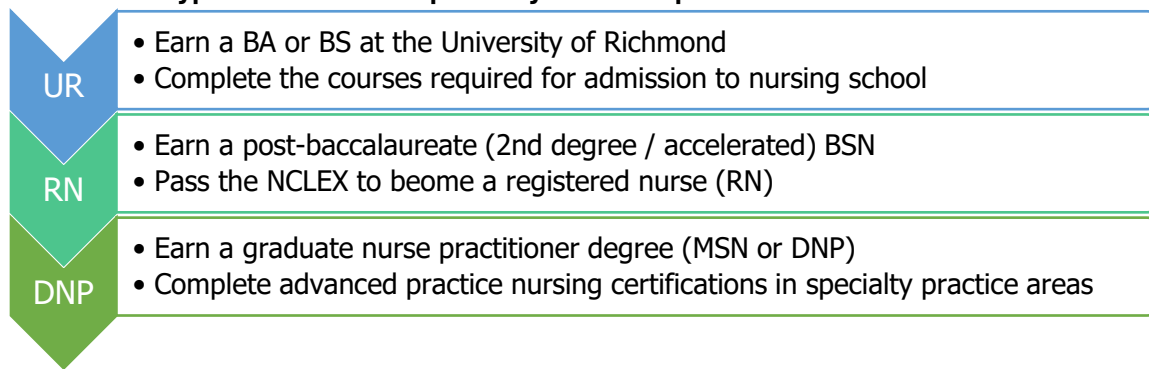 UR
• Earn a BA or BS at the University of Richmond
• Complete the courses required for admission to nursing school
RN
• Earn a post-baccalaureate (2nd degree / accelerated) BSN
• Pass the NCLEX to beome a registered nurse (RN)
DNP
• Earn a graduate nurse practitioner degree (MSN or DNP)
• Complete advanced practice nursing certifications in specialty practice areas